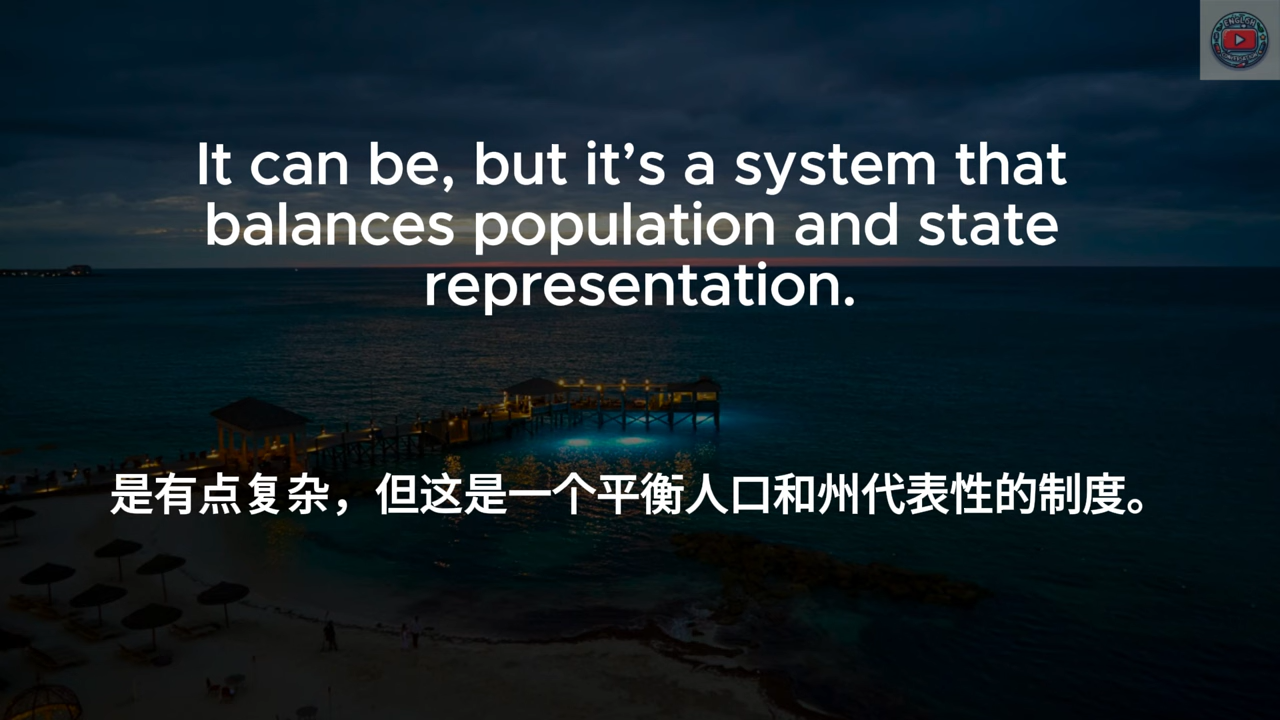 ENGLISH
It can be, but it’s a system that
balances population and state
representation.
是有点复杂，但这是一个平衡人口和州代表性的制度。